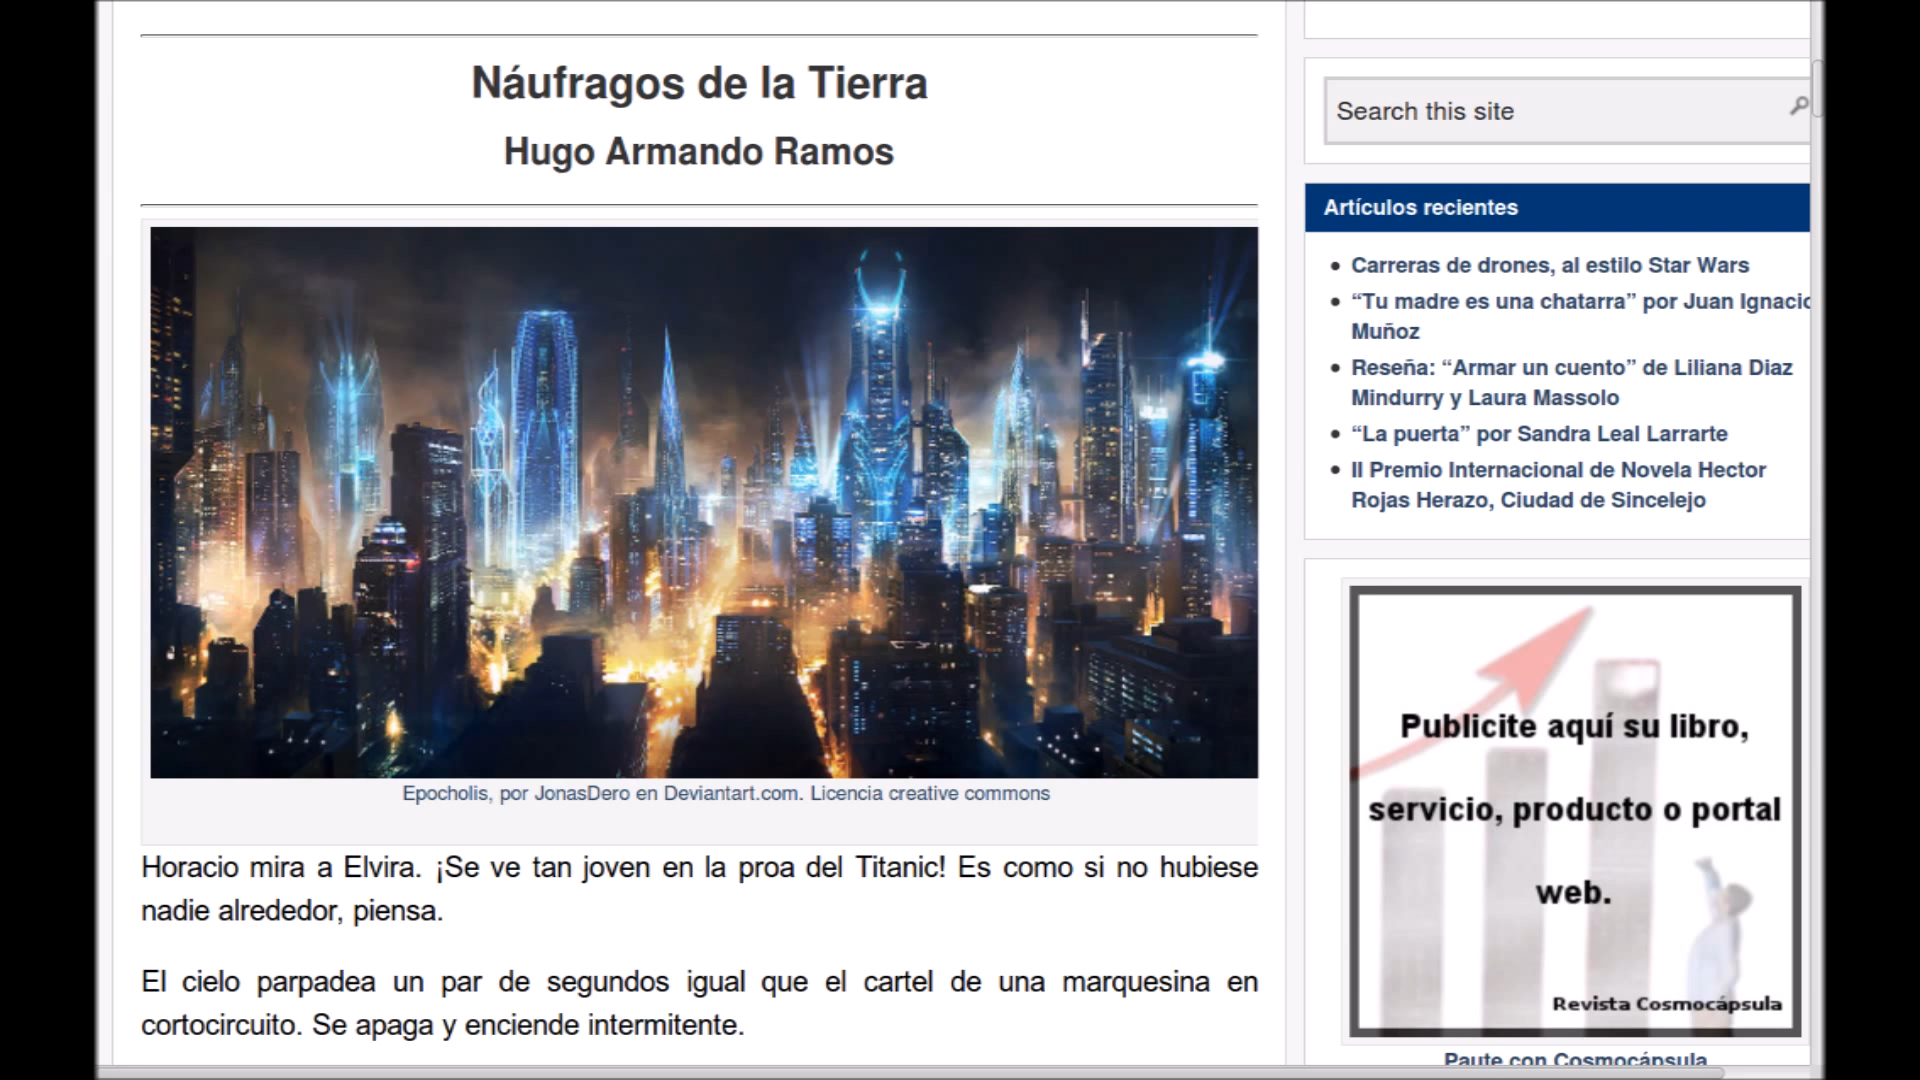 Náufragos de la Tierra
Hugo Armando Ramos
Epocholis, por JonasDero en Deviantart.com. Licencia creative commons
Horacio mira a Elvira. ¡Se ve tan joven en la proa del Titanic! Es como si no hubiese
nadie alrededor, piensa.
El cielo parpadea un par de segundos igual que el cartel de una marquesina en
cortocircuito. Se apaga y enciende intermitente.
Search this site
Artículos recientes
Carreras de drones, al estilo Star Wars
“Tu madre es una chatarra” por Juan Ignacio
Muñoz
Reseña: “Armar un cuento” de Liliana Diaz
Mindurry y Laura Massolo
“La puerta” por Sandra Leal Larrarte
II Premio Internacional de Novela Hector
Rojas Herazo, Ciudad de Sincelejo
Publicite aquí su libro,
servicio, producto o portal
web.
Revista Cosmocápsula
Paute con Cosmocápsula